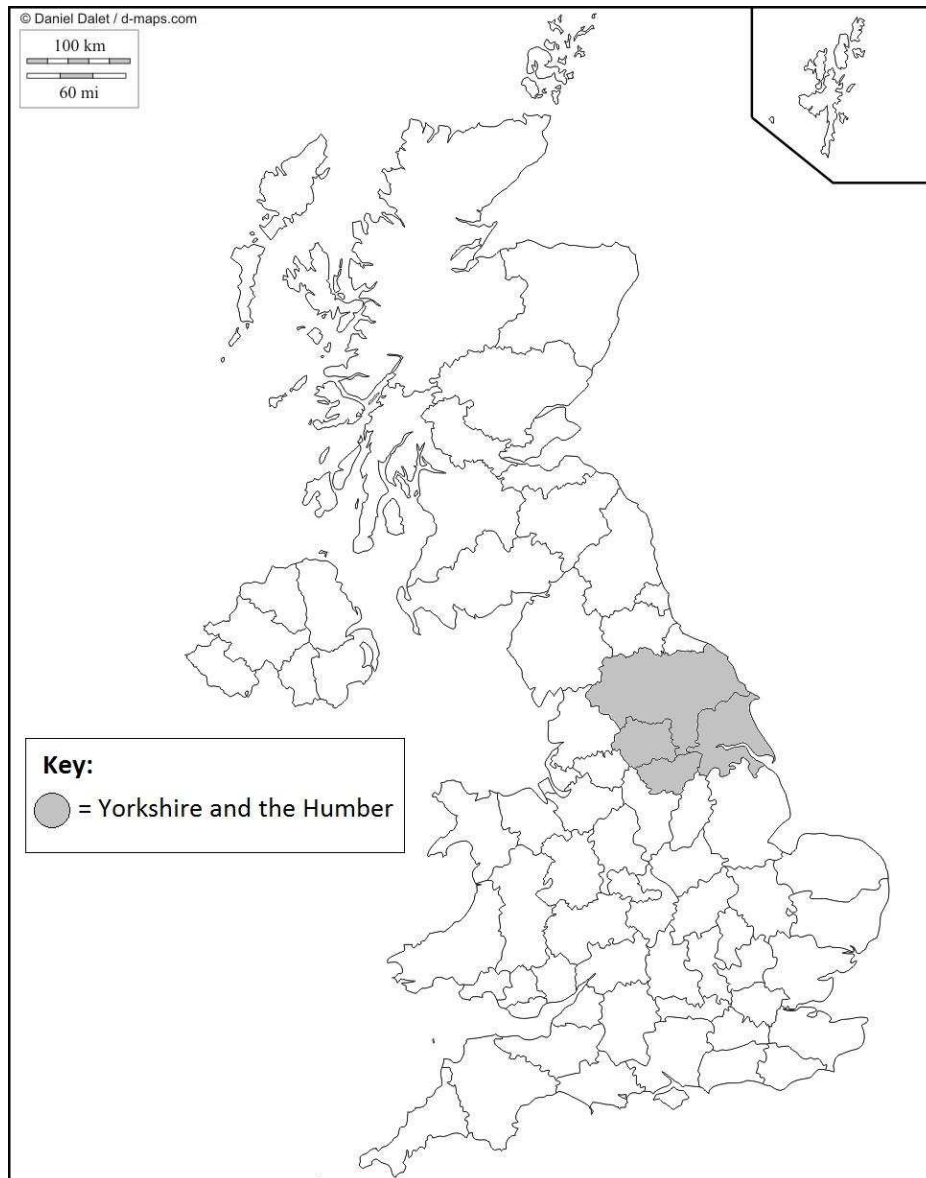 © Daniel Dalet / d-maps.com
100 km
60 mi
Key:
= Yorkshire and the Humber